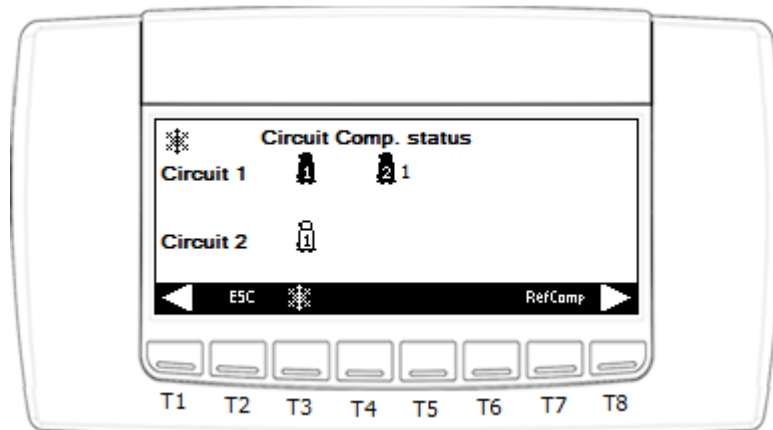 Circuit Comp. status
Circuit 1 1 2 1
Circuit 2 1
ESC RefComp
T1 T2 T3 T4 T5 T6 T7 T8